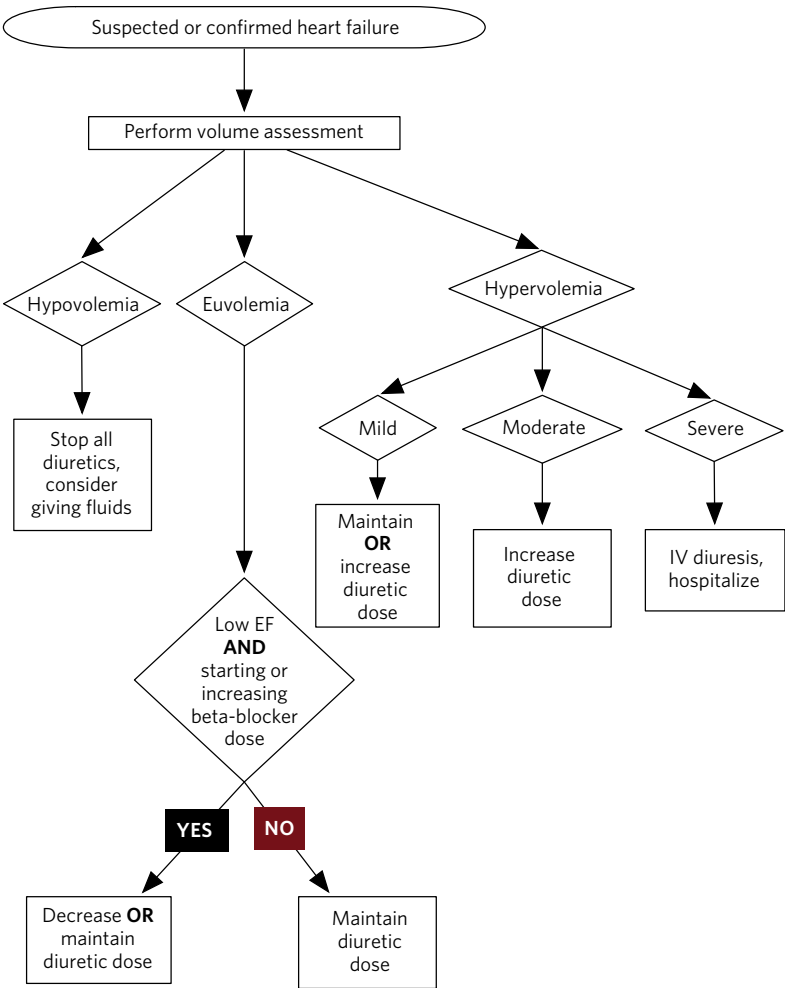 Suspected or confirmed heart failure
Perform volume assessment
Hypovolemia
Euvolemia
Hypervolemia
Mild
Moderate
Severe
Stop all
diuretics,
consider
giving fluids
Maintain
OR
increase
diuretic
dose
Increase
diuretic
dose
IV diuresis,
hospitalize
Low EF
AND
starting or
increasing
beta-blocker
dose
YES
NO
Decrease OR
maintain
diuretic dose
Maintain
diuretic
dose